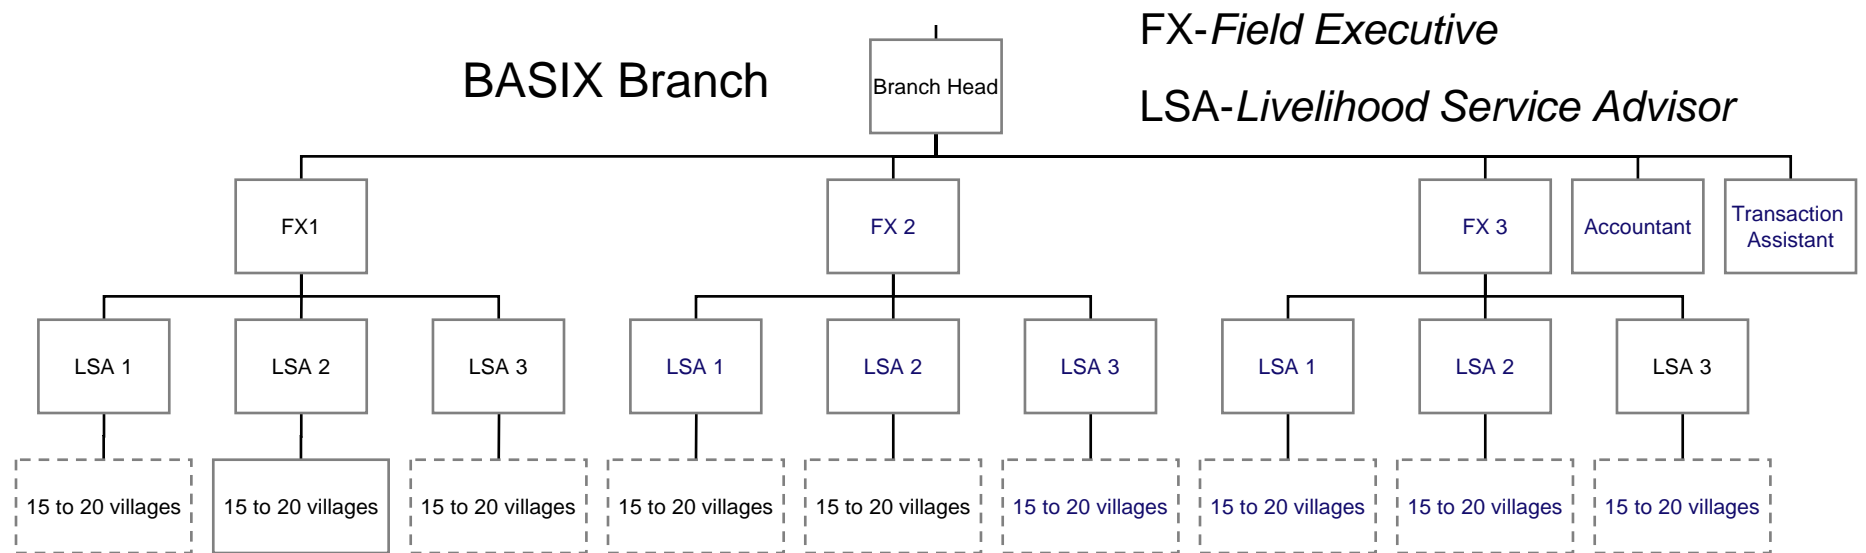 FX-Field Executive
BASIX Branch
Branch Head
LSA-Livelihood Service Advisor
FX1
FX 2
FX 3
Accountant
Transaction
Assistant
LSA 1
LSA 2
LSA 3
LSA 1
LSA 2
LSA 3
LSA 1
LSA 2
LSA 3
15 to 20 villages
15 to 20 villages
15 to 20 villages
15 to 20 villages
15 to 20 villages
15 to 20 villages
15 to 20 villages
15 to 20 villages
15 to 20 villages